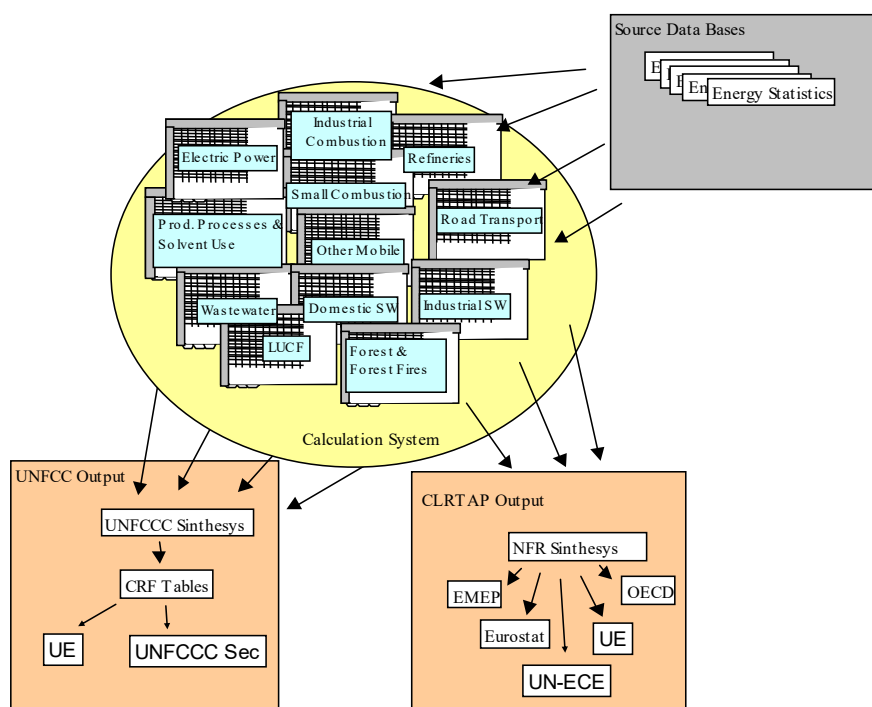 Source Data Bases
E
E
En
Energy Statistics
Industrial
Combustion
Electric Power
Refineries
Small Combustion
Road Transport
Prod. Processes &
Solvent Use
Other Mobile
Wastewater
Domestic SW
Industrial SW
LUCF
Forest &
Forest Fires
Calculation System
UNFCC Output
UNFCCC Sinthesys
CRF Tables
UE
UNFCCC Sec
CLRTAP Output
NFR Sinthesys
EMEP
OECD
Eurostat
UE
UN-ECE